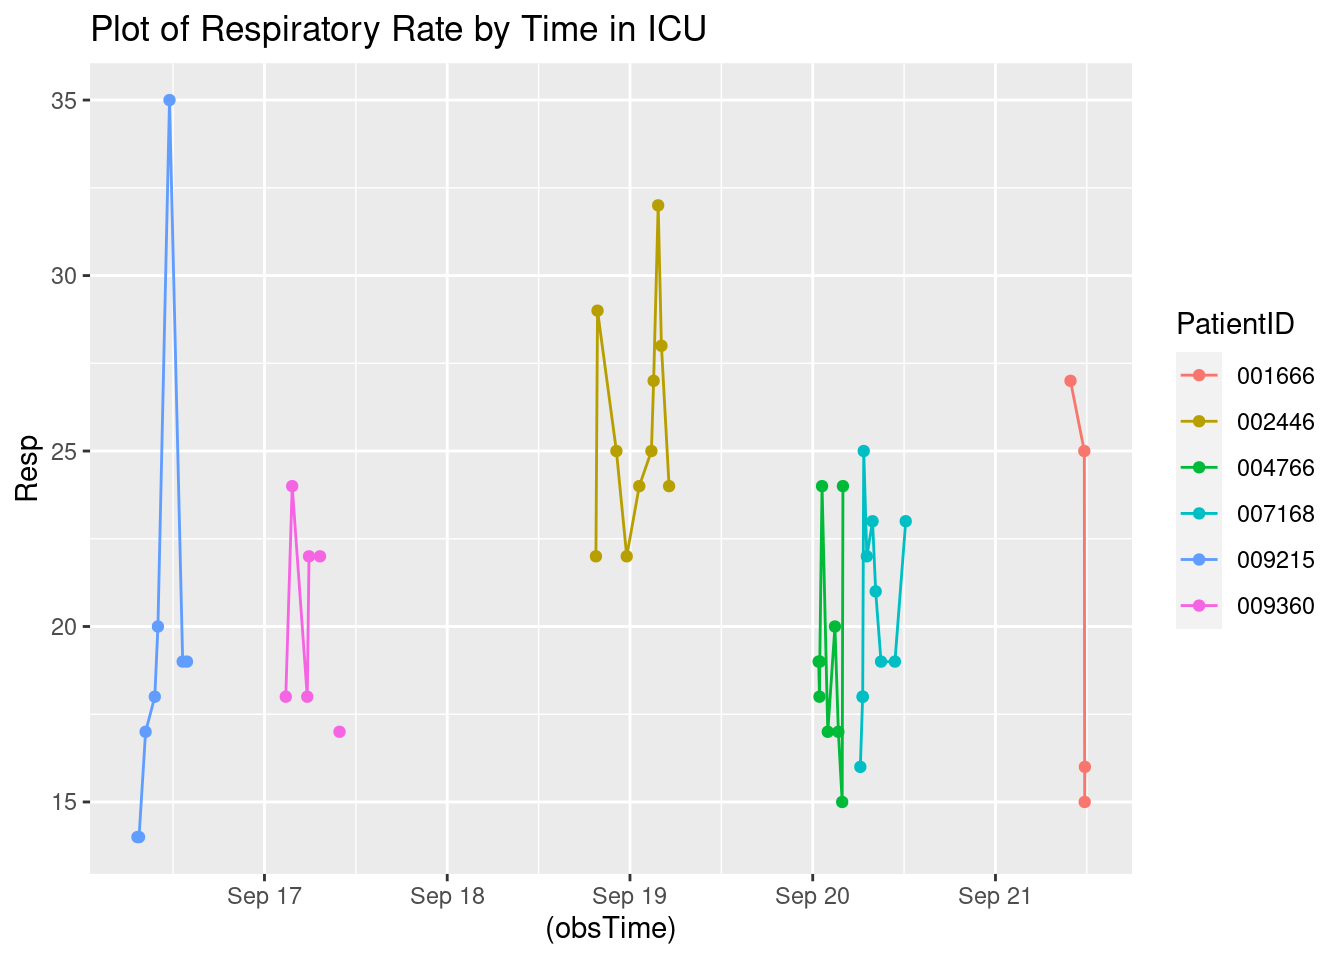 Plot of Respiratory Rate by Time in ICU
35
30
25
20
15
Resp
Sep 17
Sep 18
Sep 19
Sep 20
Sep 21
(obsTime)
PatientID
001666
002446
004766
007168
009215
009360